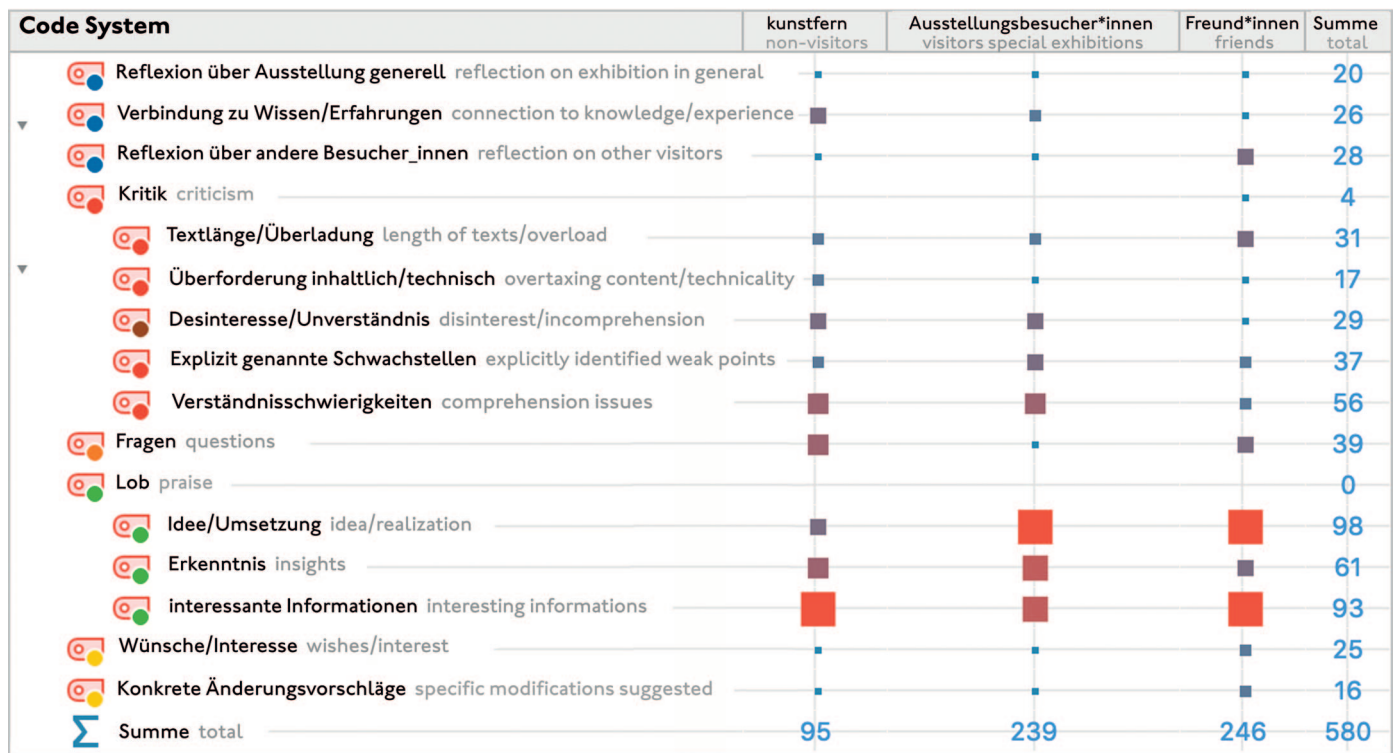 Code System kunstfern Ausstellungsbesucher*innen Freund*innen Summe
non-visitors visitors special exhibitions friends total
Reflexion über Ausstellung generell reflection on exhibition in general 20
Verbindung zu Wissen/Erfahrungen connection to knowledge/experience 26
Reflexion über andere Besucher_innen reflection on other visitors 28
Kritik criticism 4
Textlänge/Überladung length of texts/overload 31
Überforderung inhaltlich/technisch overtaxing content/technicality 17
Desinteresse/Unverständnis disinterest/incomprehension 29
Explizit genannte Schwachstellen explicitly identified weak points 37
Verständnisschwierigkeiten comprehension issues 56
Fragen questions 39
Lob praise 0
Idee/Umsetzung idea/realization 98
Erkenntnis insights 61
interessante Informationen interesting informations 93
Wünsche/Interesse wishes/interest 25
Konkrete Änderungsvorschläge specific modifications suggested 16
Σ Summe total 95 239 246 580